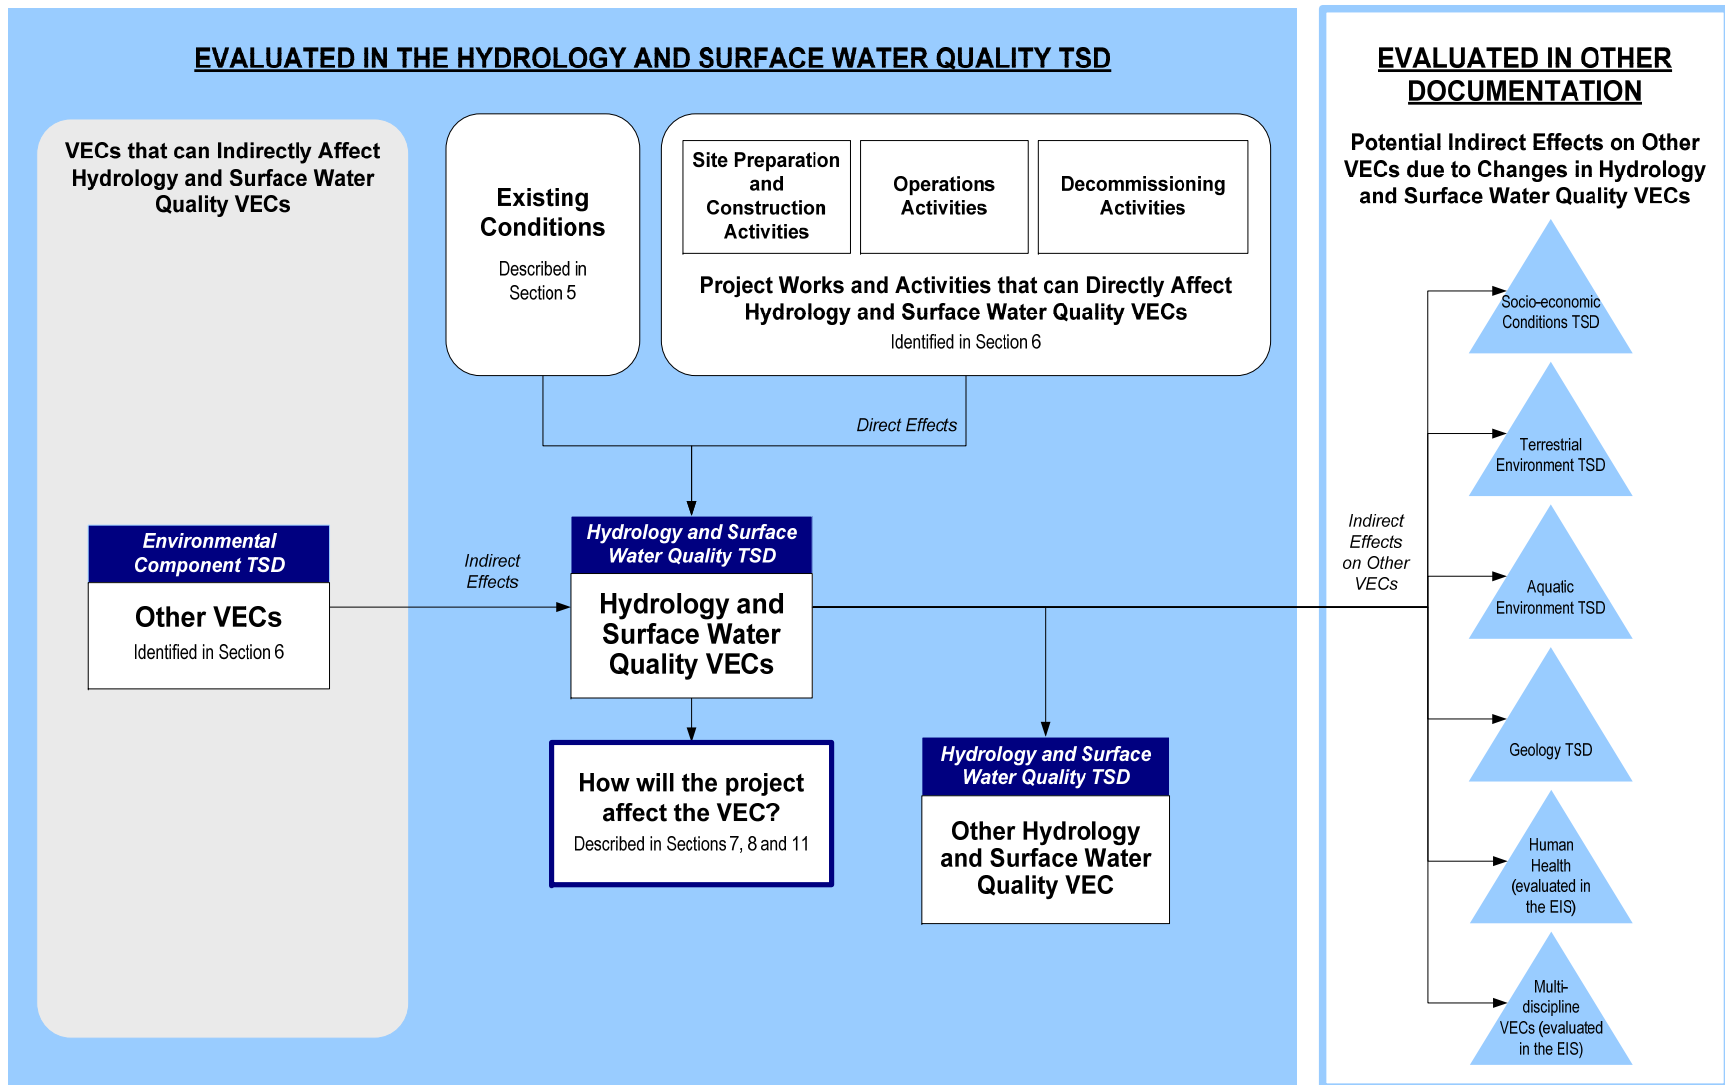 EVALUATED IN THE HYDROLOGY AND SURFACE WATER QUALITY TSD
VECs that can Indirectly Affect
Hydrology and Surface Water
Quality VECs
Existing
Conditions
Described in
Section 5
Site Preparation
and
Construction
Activities
Operations
Activities
Decommissioning
Activities
Project Works and Activities that can Directly Affect
Hydrology and Surface Water Quality VECs
Identified in Section 6
Direct Effects
Environmental
Component TSD
Other VECs
Identified in Section 6
Indirect
Effects
Hydrology and Surface
Water Quality TSD
Hydrology and
Surface Water
Quality VECs
How will the project
affect the VEC?
Described in Sections 7, 8 and 11
Hydrology and Surface
Water Quality TSD
Other Hydrology
and Surface Water
Quality VEC
EVALUATED IN OTHER
DOCUMENTATION
Potential Indirect Effects on Other
VECs due to Changes in Hydrology
and Surface Water Quality VECs
Indirect
Effects
on Other
VECs
Socio-economic
Conditions TSD
Terrestrial
Environment TSD
Aquatic
Environment TSD
Geology TSD
Human
Health
(evaluated in
the EIS)
Multi-
discipline
VECs (evaluated
in the EIS)